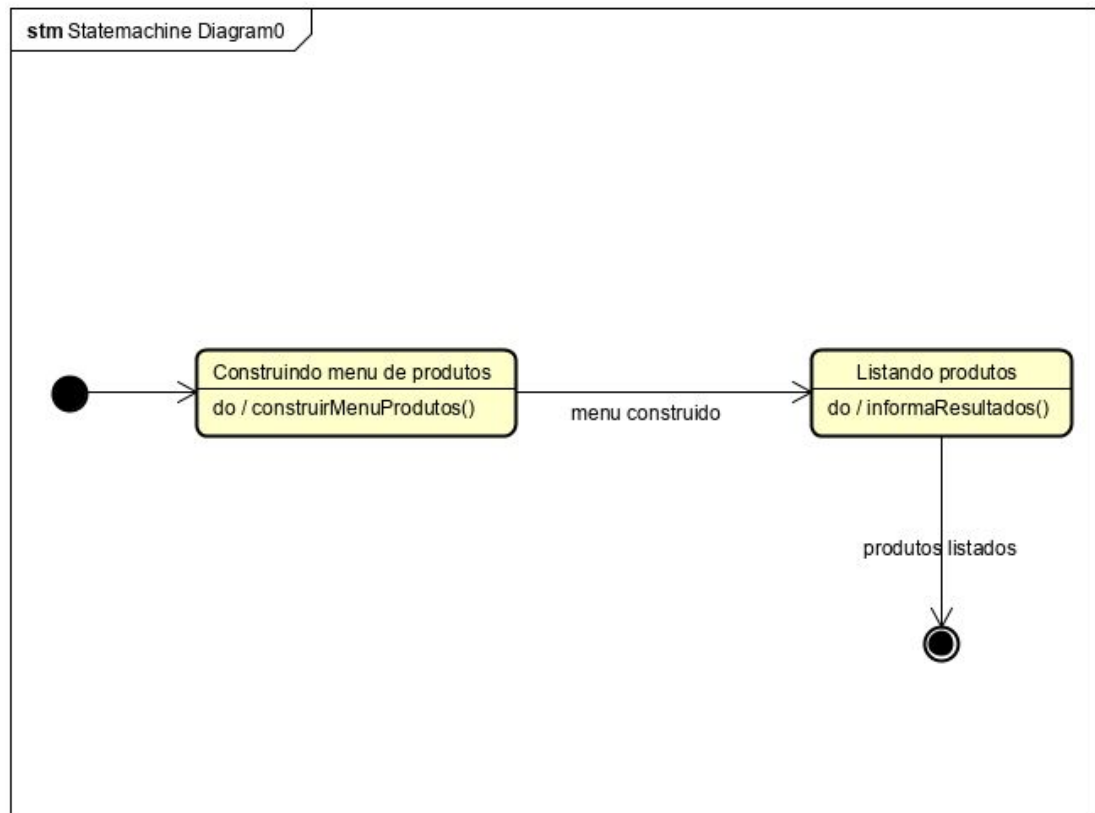 stm Statemachine Diagram0
Construindo menu de produtos
do / construirMenuProdutos()
menu construido
Listando produtos
do / informaResultados()
produtos listados